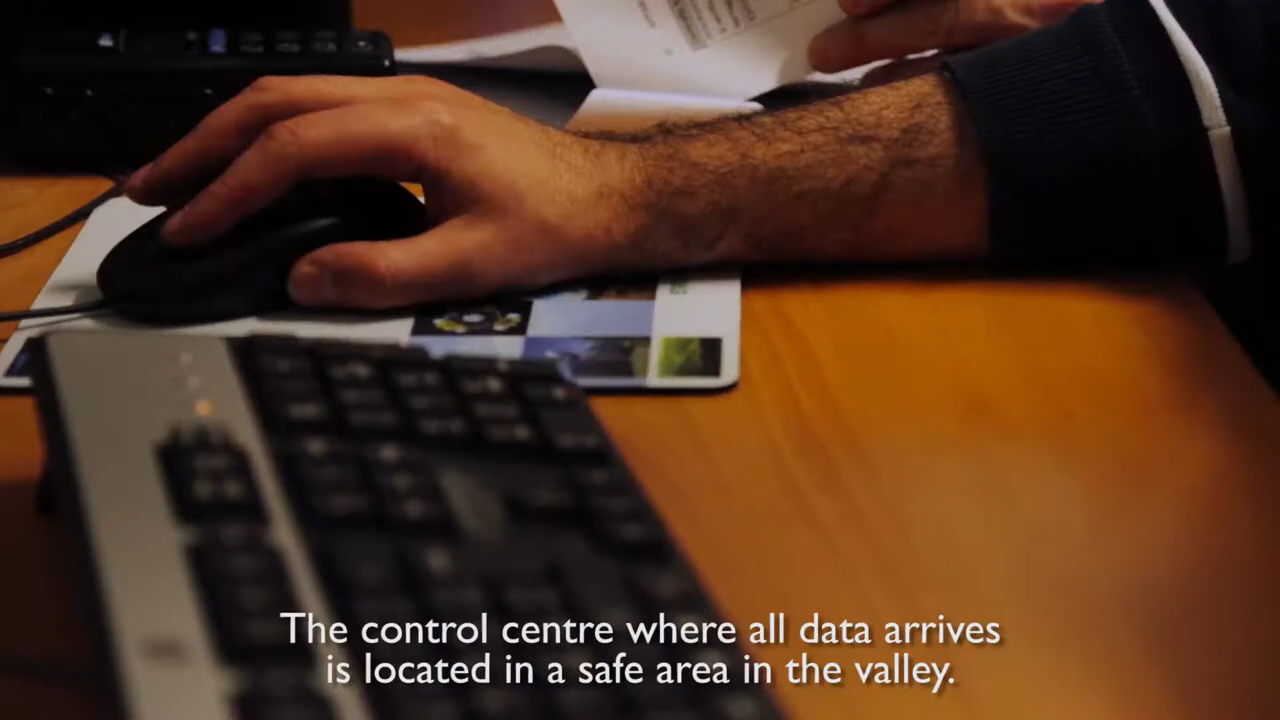 The control centre where all data arrives
is located in a safe area in the valley.